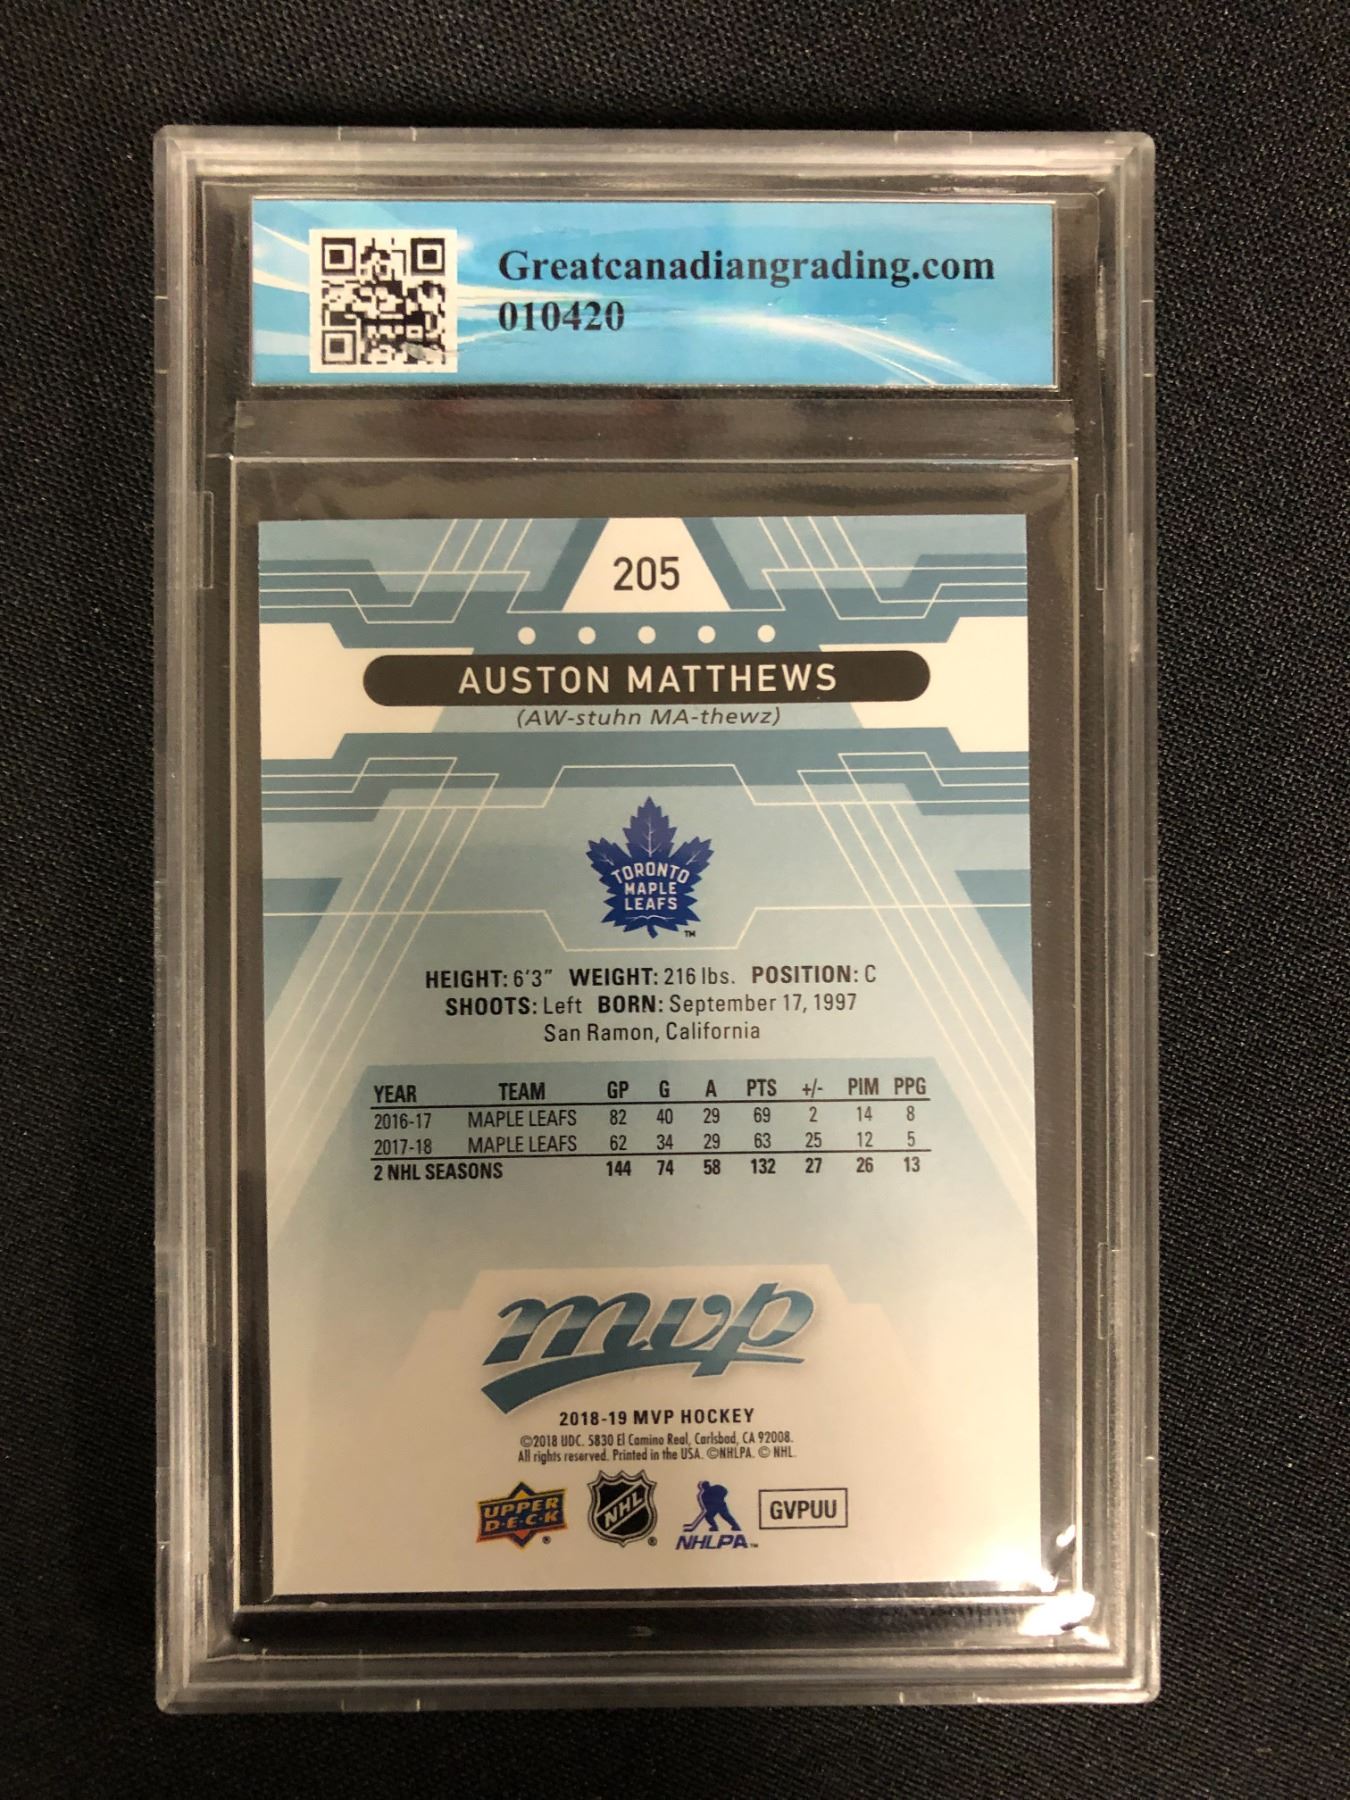 Greatcanadiangrading.com
010420
205
AUSTON MATTHEWS
(AW-stuhn MA-thewz)
TORONTO
MAPLE
LEAFS
TM
HEIGHT: 6'3" WEIGHT: 216 lbs. POSITION: C
SHOOTS: Left BORN: September 17, 1997
San Ramon, California
YEAR TEAM GP G A PTS +/- PIM PPG
2016-17 MAPLE LEAFS 82 40 29 69 2 14 8
2017-18 MAPLE LEAFS 62 34 29 63 25 12 5
2 NHL SEASONS 144 74 58 132 27 26 13
mvp
2018-19 MVP HOCKEY
©2018 UDC. 5830 El Camino Real, Carlsbad, CA 92008.
All rights reserved. Printed in the USA. ©NHLPA. © NHL.
UPPER
D·E·C·K ®
NHL ®
NHLPA™
GVPUU